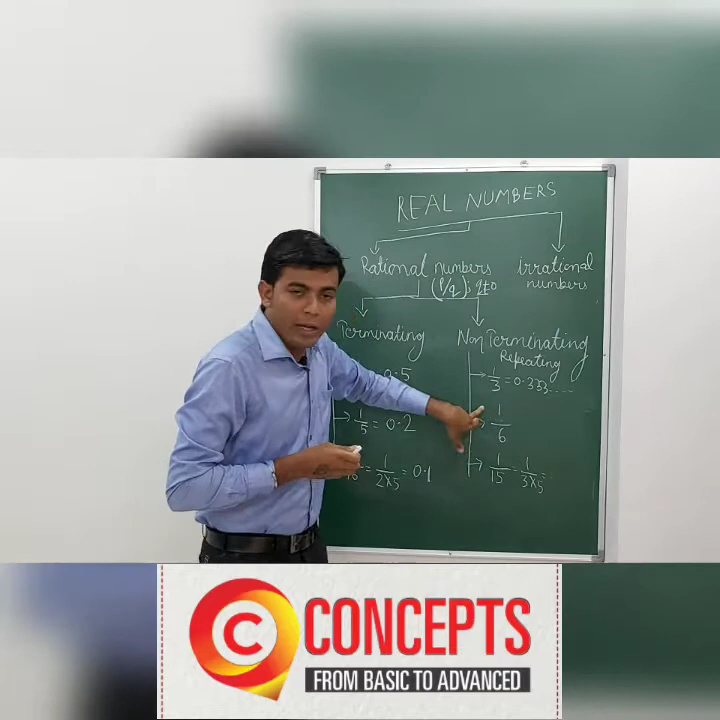 REAL NUMBERS
Rational numbers
irrational numbers
(P/q); q≠0
Terminating
Non Terminating
Repeating
0.5
1/3 = 0.333.....
1/5 = 0.2
1/6
= 1/2×5 = 0.1
1/15 = 1/3×5 =
C CONCEPTS
FROM BASIC TO ADVANCED